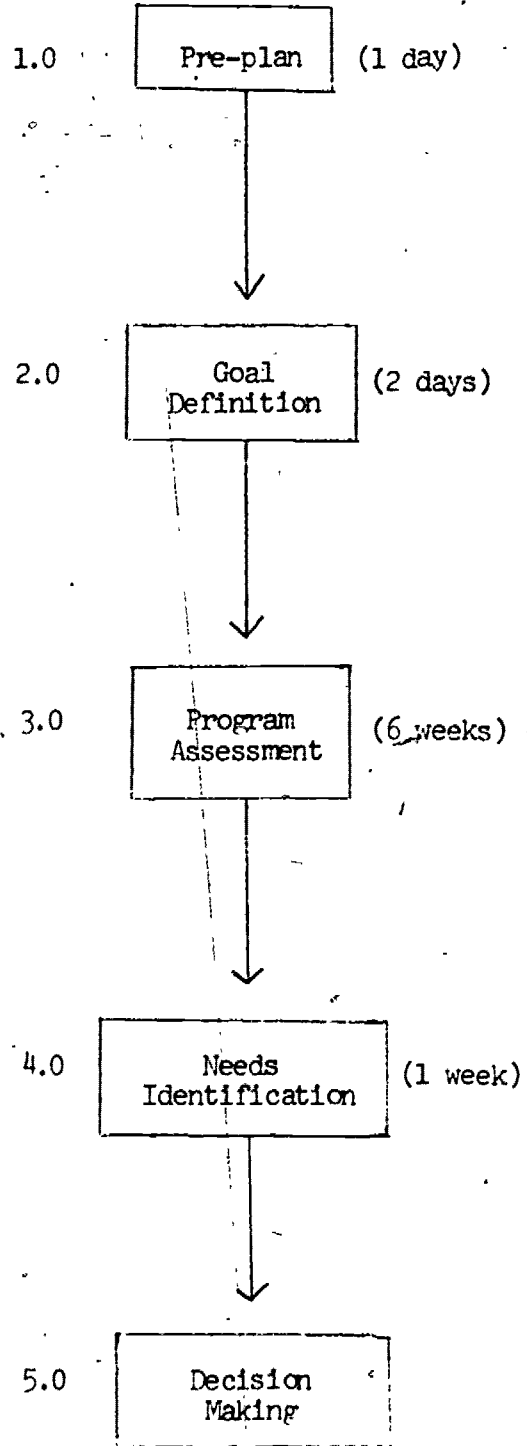 1.0 Pre-plan (1 day)
2.0 Goal Definition (2 days)
3.0 Program Assessment (6 weeks)
4.0 Needs Identification (1 week)
5.0 Decision Making